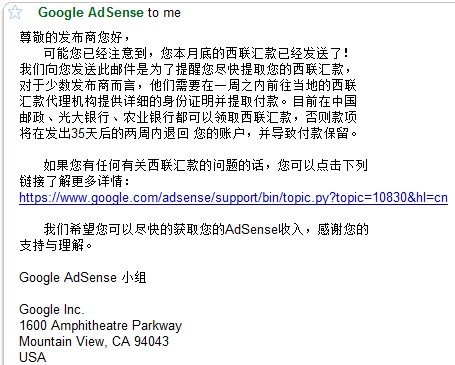 Google AdSense to me
尊敬的发布商您好，
可能您已经注意到，您本月底的西联汇款已经发送了！
我们向您发送此邮件是为了提醒您尽快提取您的西联汇款，
对于少数发布商而言，他们需要在一周之内前往当地的西联
汇款代理机构提供详细的身份证明并提取付款。目前在中国
邮政、光大银行、农业银行都可以领取西联汇款，否则款项
将在发出35天后的两周内退回 您的账户，并导致付款保留。
如果您有任何有关西联汇款的问题的话，您可以点击下列
链接了解更多详情：
https://www.google.com/adsense/support/bin/topic.py?topic=10830&hl=cn
我们希望您可以尽快的获取您的AdSense收入，感谢您的
支持与理解。
Google AdSense 小组
Google Inc.
1600 Amphitheatre Parkway
Mountain View, CA 94043
USA